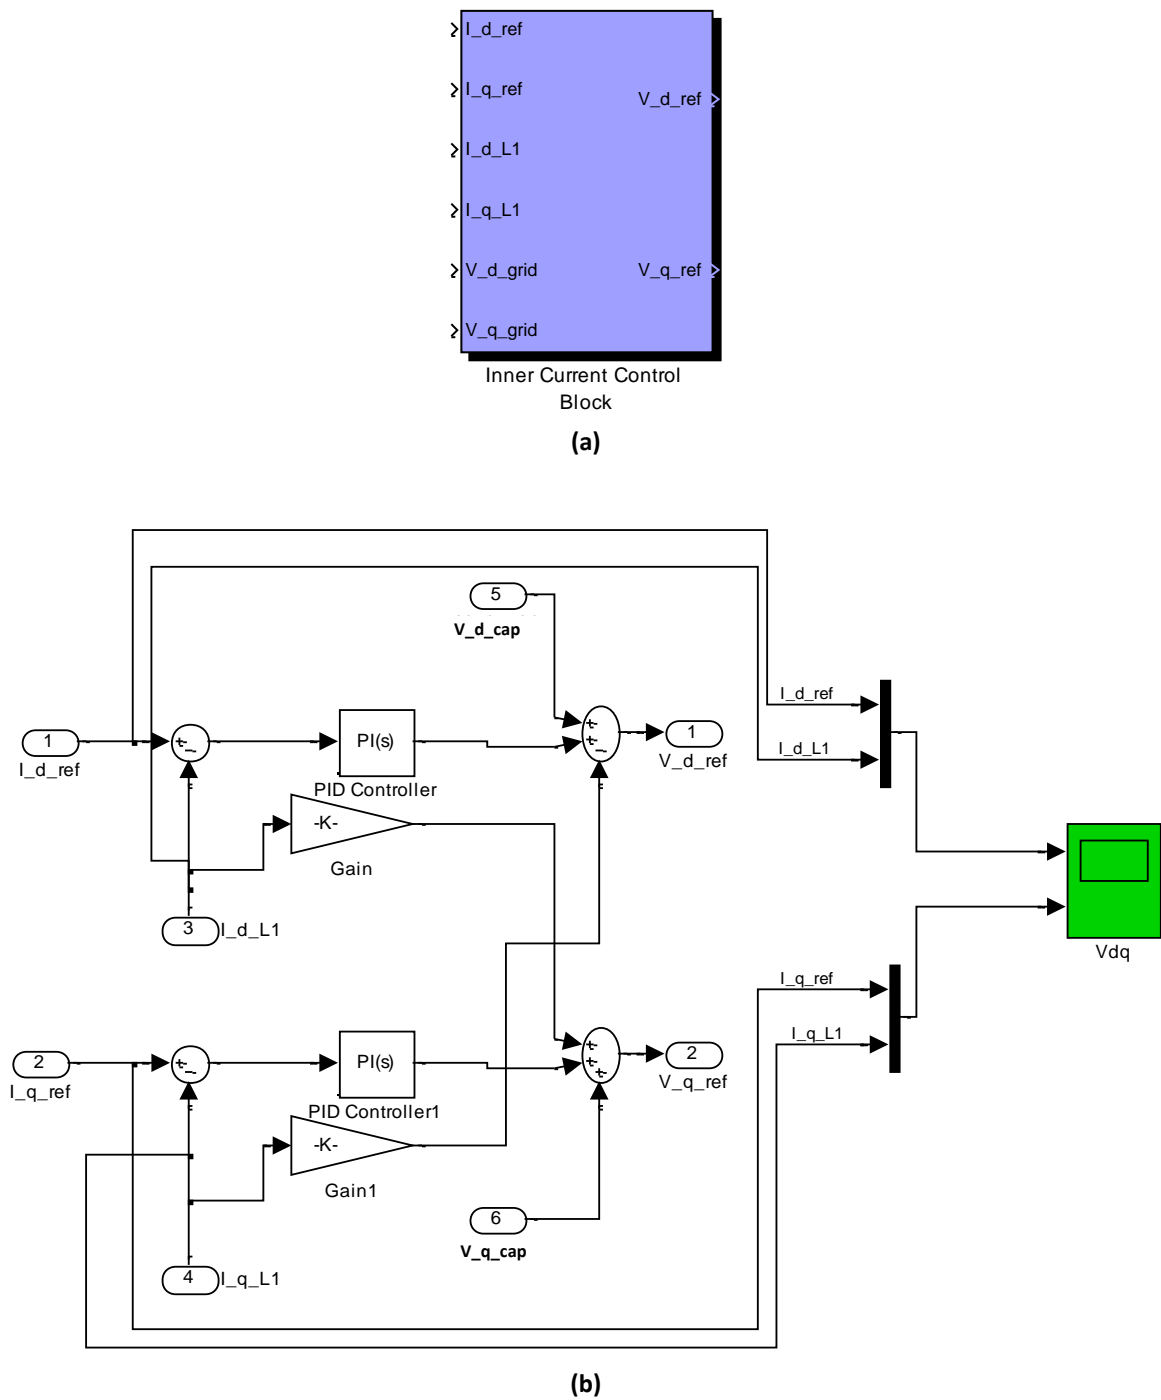 I_d_ref
I_q_ref
I_d_L1
I_q_L1
V_d_grid
V_q_grid
V_d_ref
V_q_ref
Inner Current Control
Block
(a)
5
V_d_cap
I_d_ref
I_d_L1
1
I_d_ref
PI(s)
PID Controller
1
V_d_ref
-K-
Gain
3
I_d_L1
Vdq
I_q_ref
I_q_L1
2
I_q_ref
PI(s)
PID Controller1
2
V_q_ref
-K-
Gain1
6
V_q_cap
4
I_q_L1
(b)